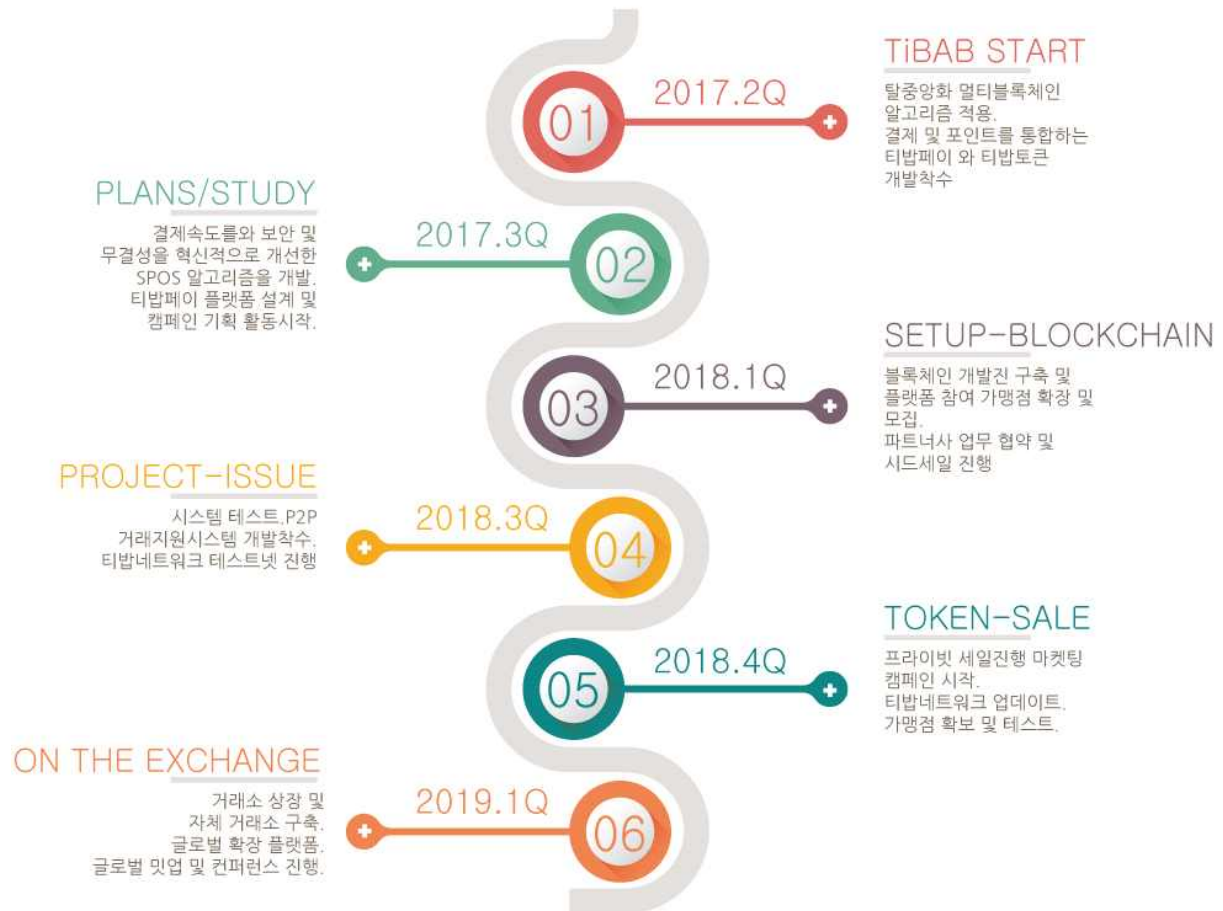 TiBAB START
01
2017.2Q
탈중앙화 멀티블록체인
알고리즘 적용.
결제 및 포인트를 통합하는
티밥페이 와 티밥토큰
개발착수
PLANS/STUDY
2017.3Q
02
결제속도를와 보안 및
무결성을 혁신적으로 개선한
SPOS 알고리즘을 개발.
티밥페이 플랫폼 설계 및
캠페인 기획 활동시작.
SETUP-BLOCKCHAIN
03
2018.1Q
블록체인 개발진 구축 및
플랫폼 참여 가맹점 확장 및
모집.
파트너사 업무 협약 및
시드세일 진행
PROJECT-ISSUE
2018.3Q
04
시스템 테스트,P2P
거래지원시스템 개발착수.
티밥네트워크 테스트넷 진행
TOKEN-SALE
05
2018.4Q
프라이빗 세일진행 마켓팅
캠페인 시작.
티밥네트워크 업데이트.
가맹점 확보 및 테스트.
ON THE EXCHANGE
2019.1Q
06
거래소 상장 및
자체 거래소 구축.
글로벌 확장 플랫폼.
글로벌 밋업 및 컨퍼런스 진행.